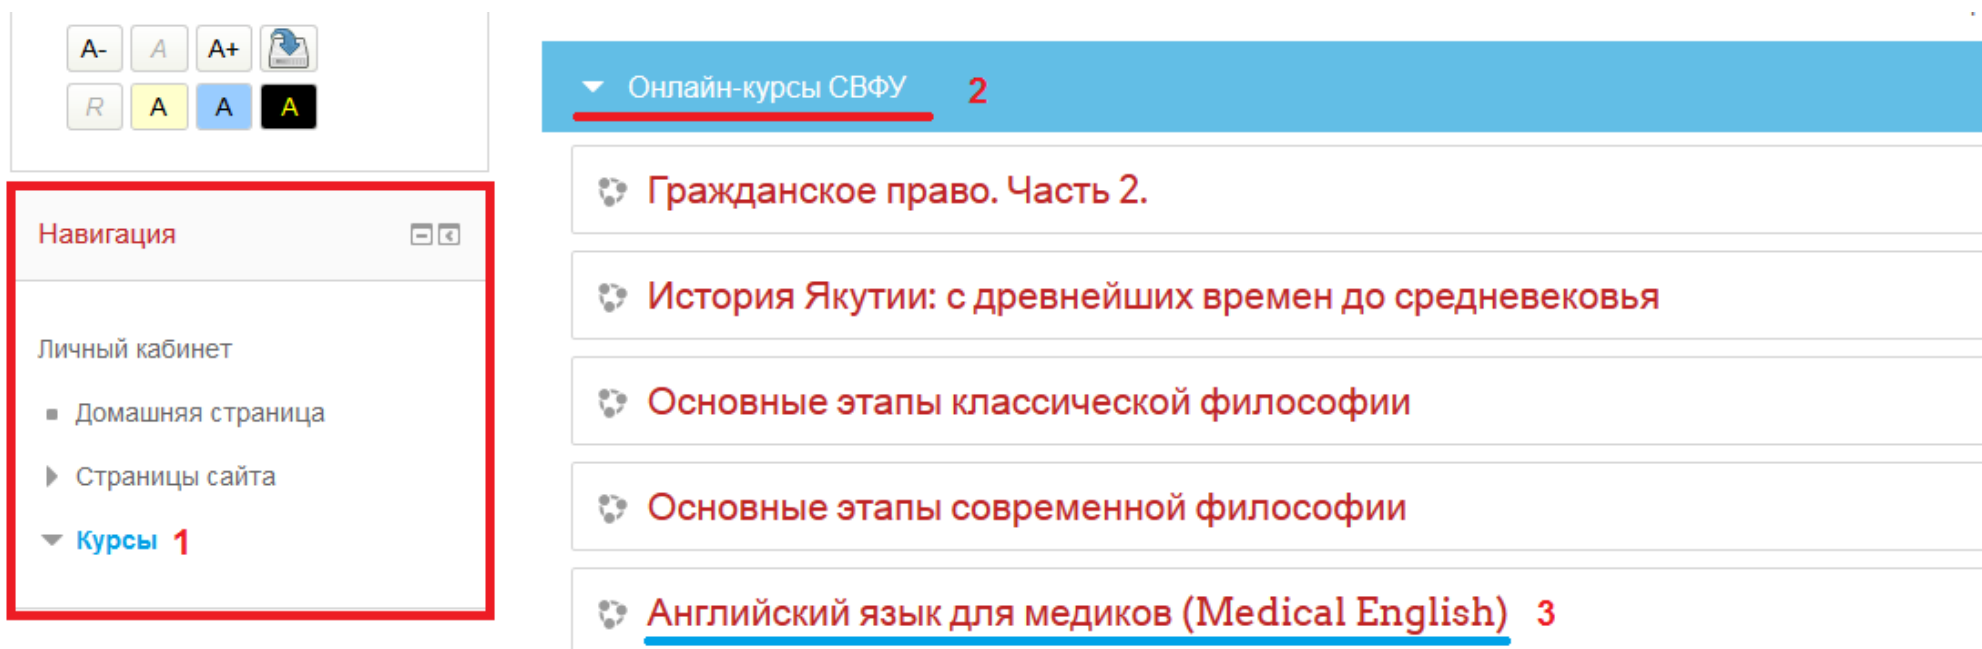 A- A A+
R A A A
Навигация
Личный кабинет
Домашняя страница
Страницы сайта
Курсы 1
Онлайн-курсы СВФУ 2
Гражданское право. Часть 2.
История Якутии: с древнейших времен до средневековья
Основные этапы классической философии
Основные этапы современной философии
Английский язык для медиков (Medical English) 3